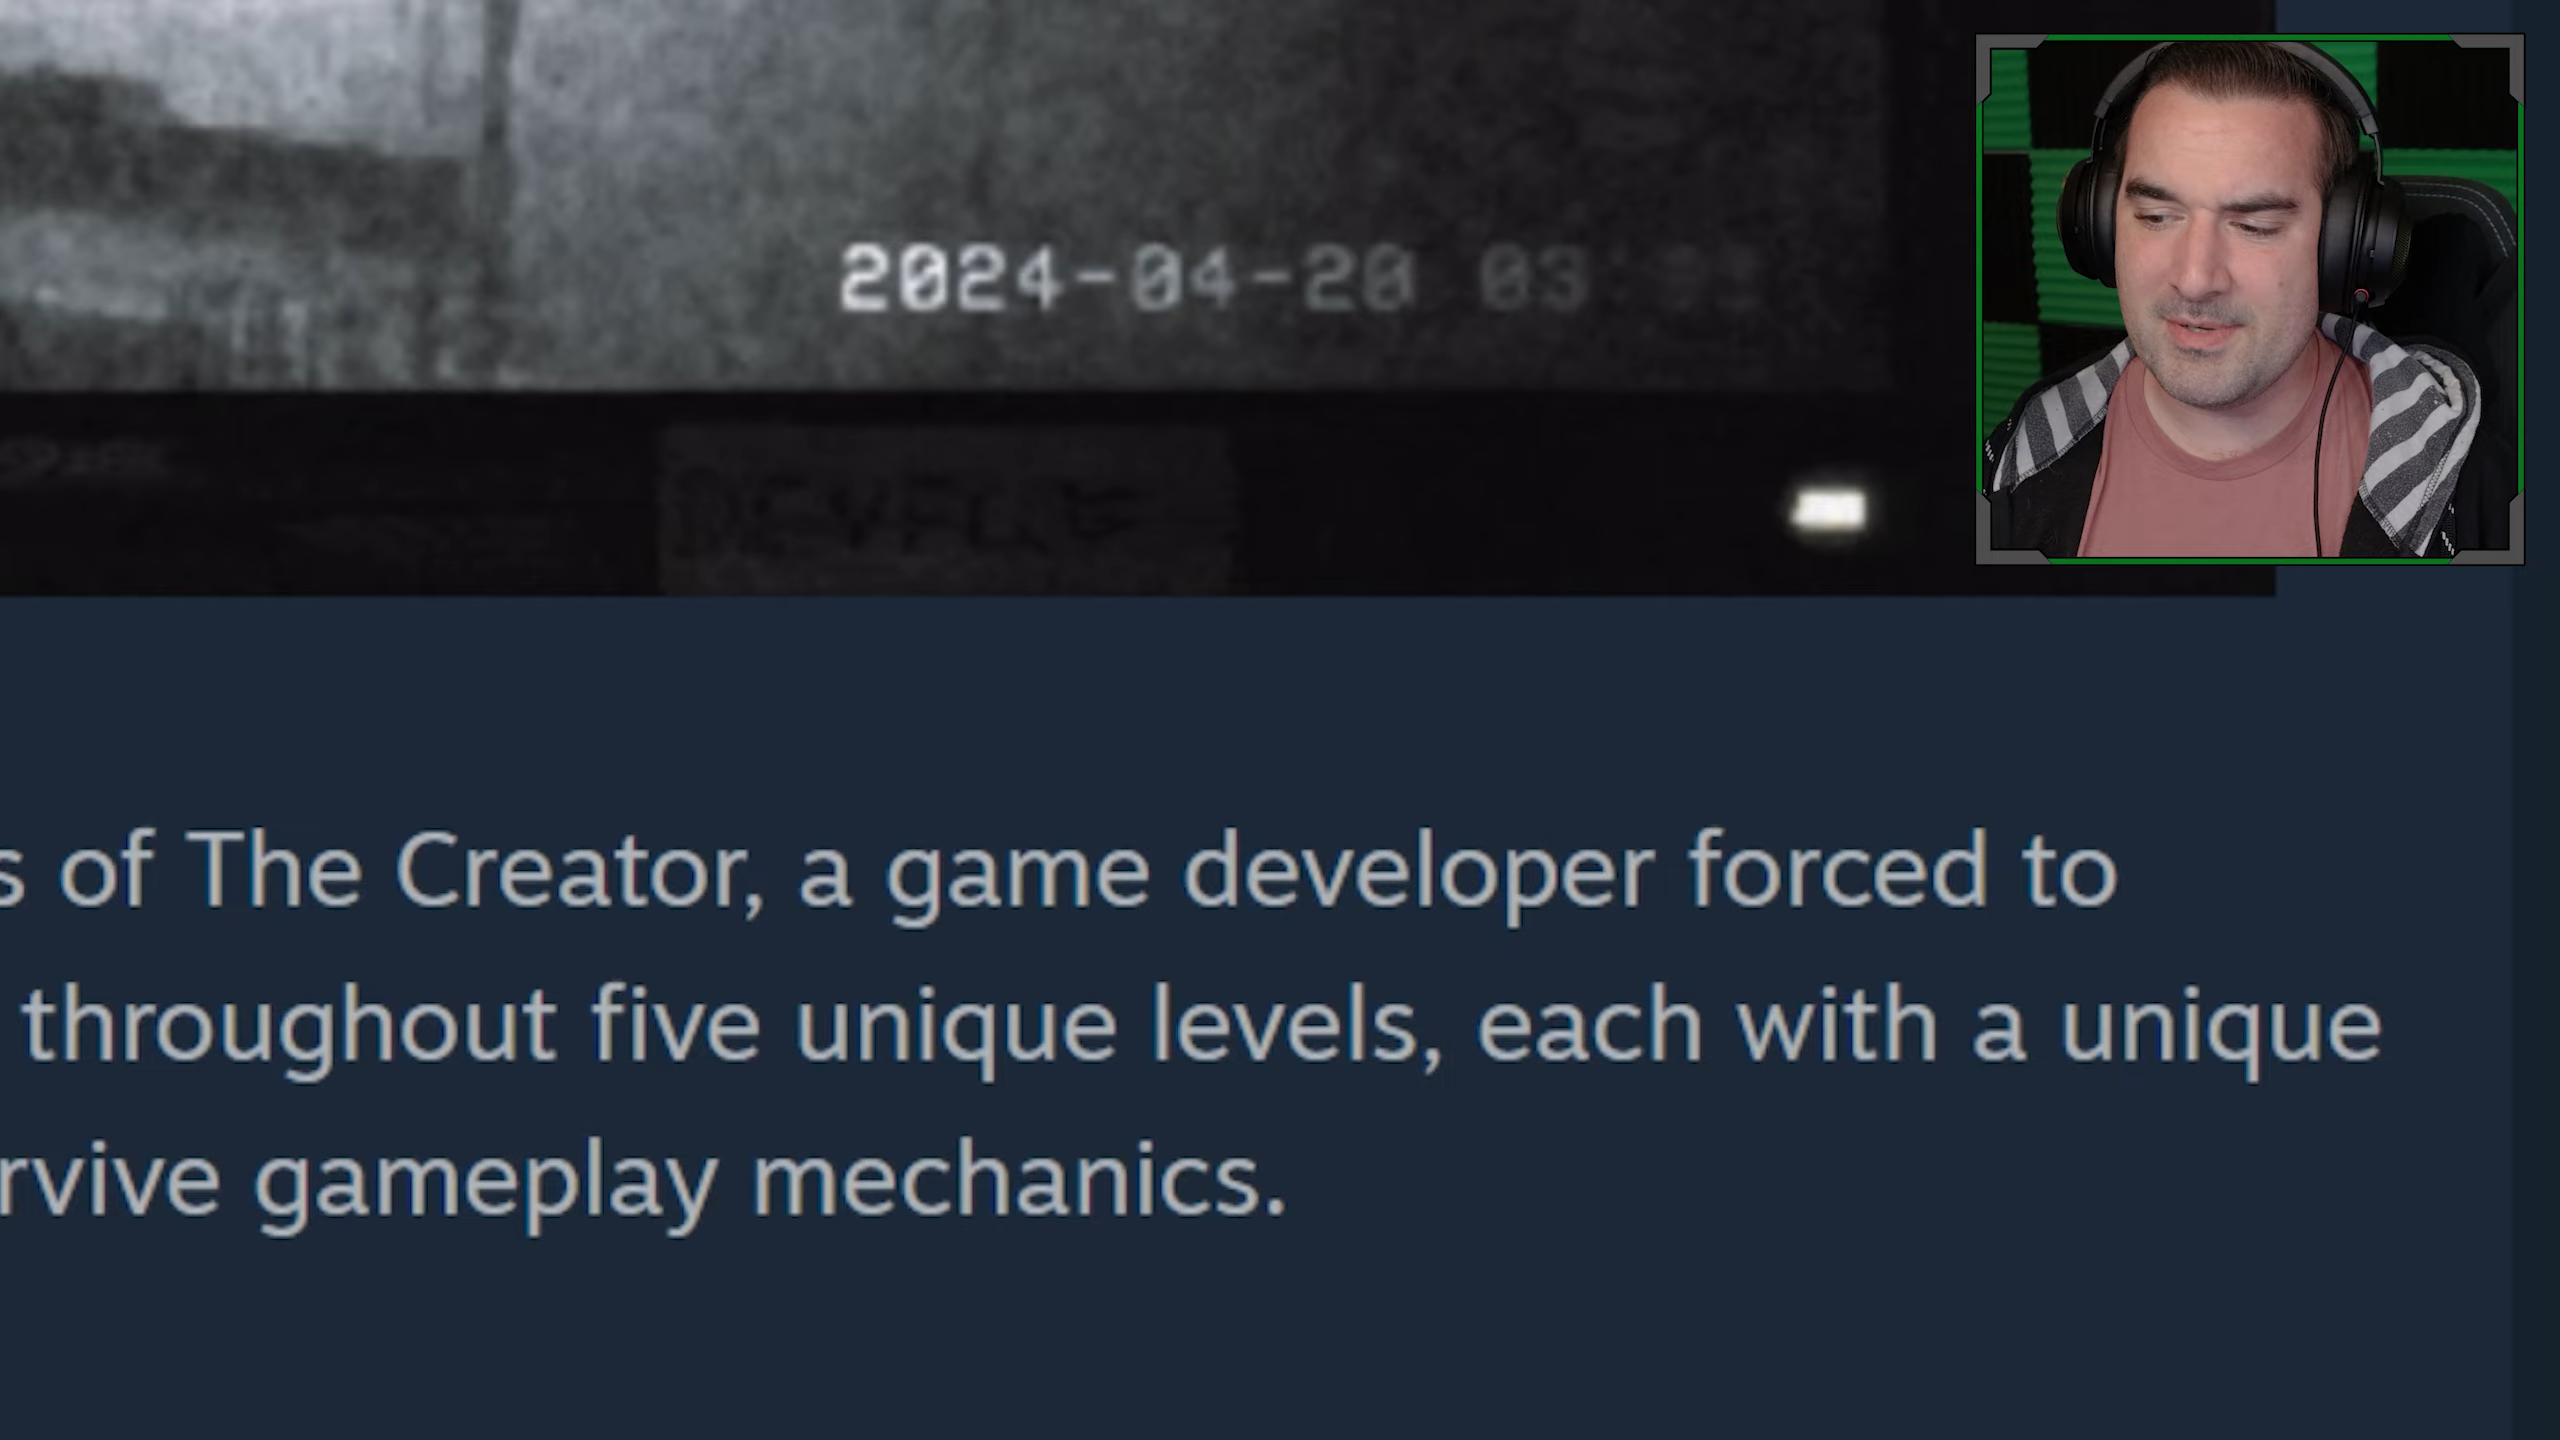 2024-04-20 03
s of The Creator, a game developer forced to
throughout five unique levels, each with a unique
rvive gameplay mechanics.